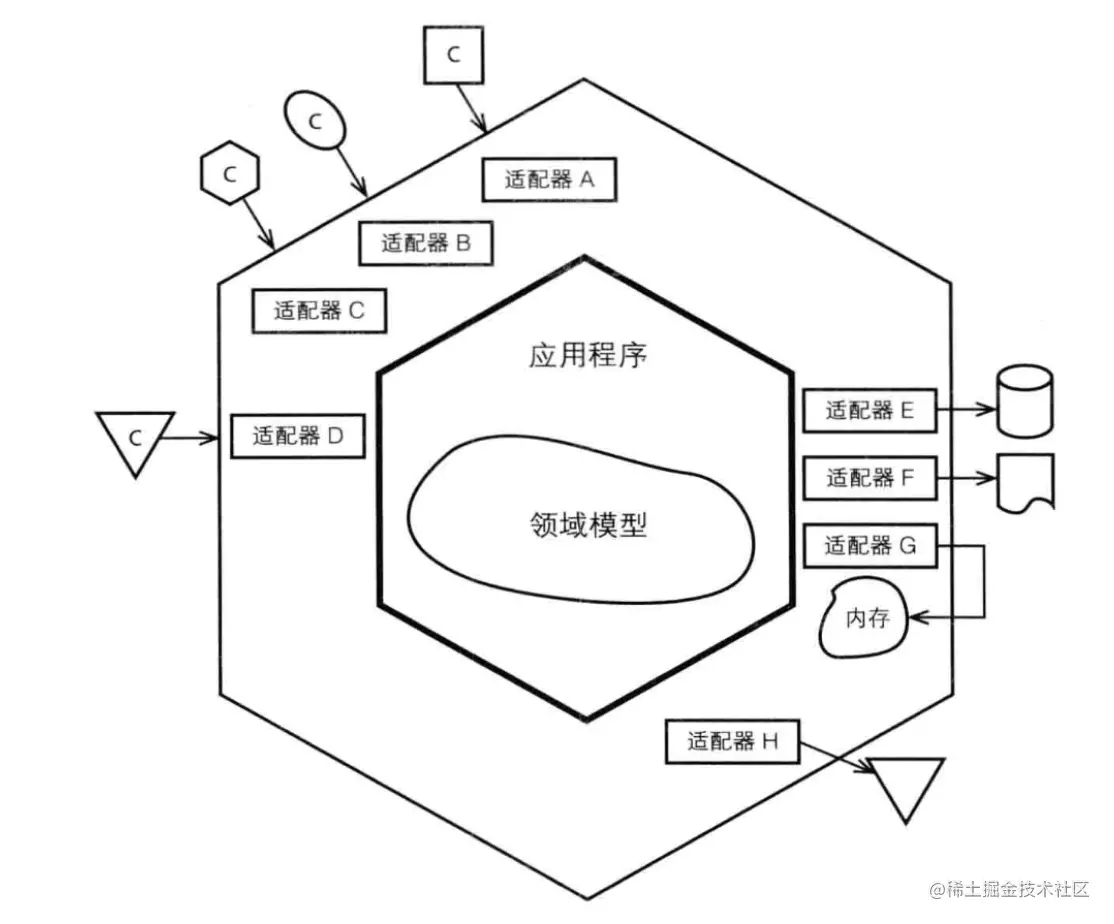 C
C
C
适配器 A
适配器 B
适配器 C
应用程序
适配器 E
C
适配器 D
适配器 F
领域模型
适配器 G
内存
适配器 H
@稀土掘金技术社区